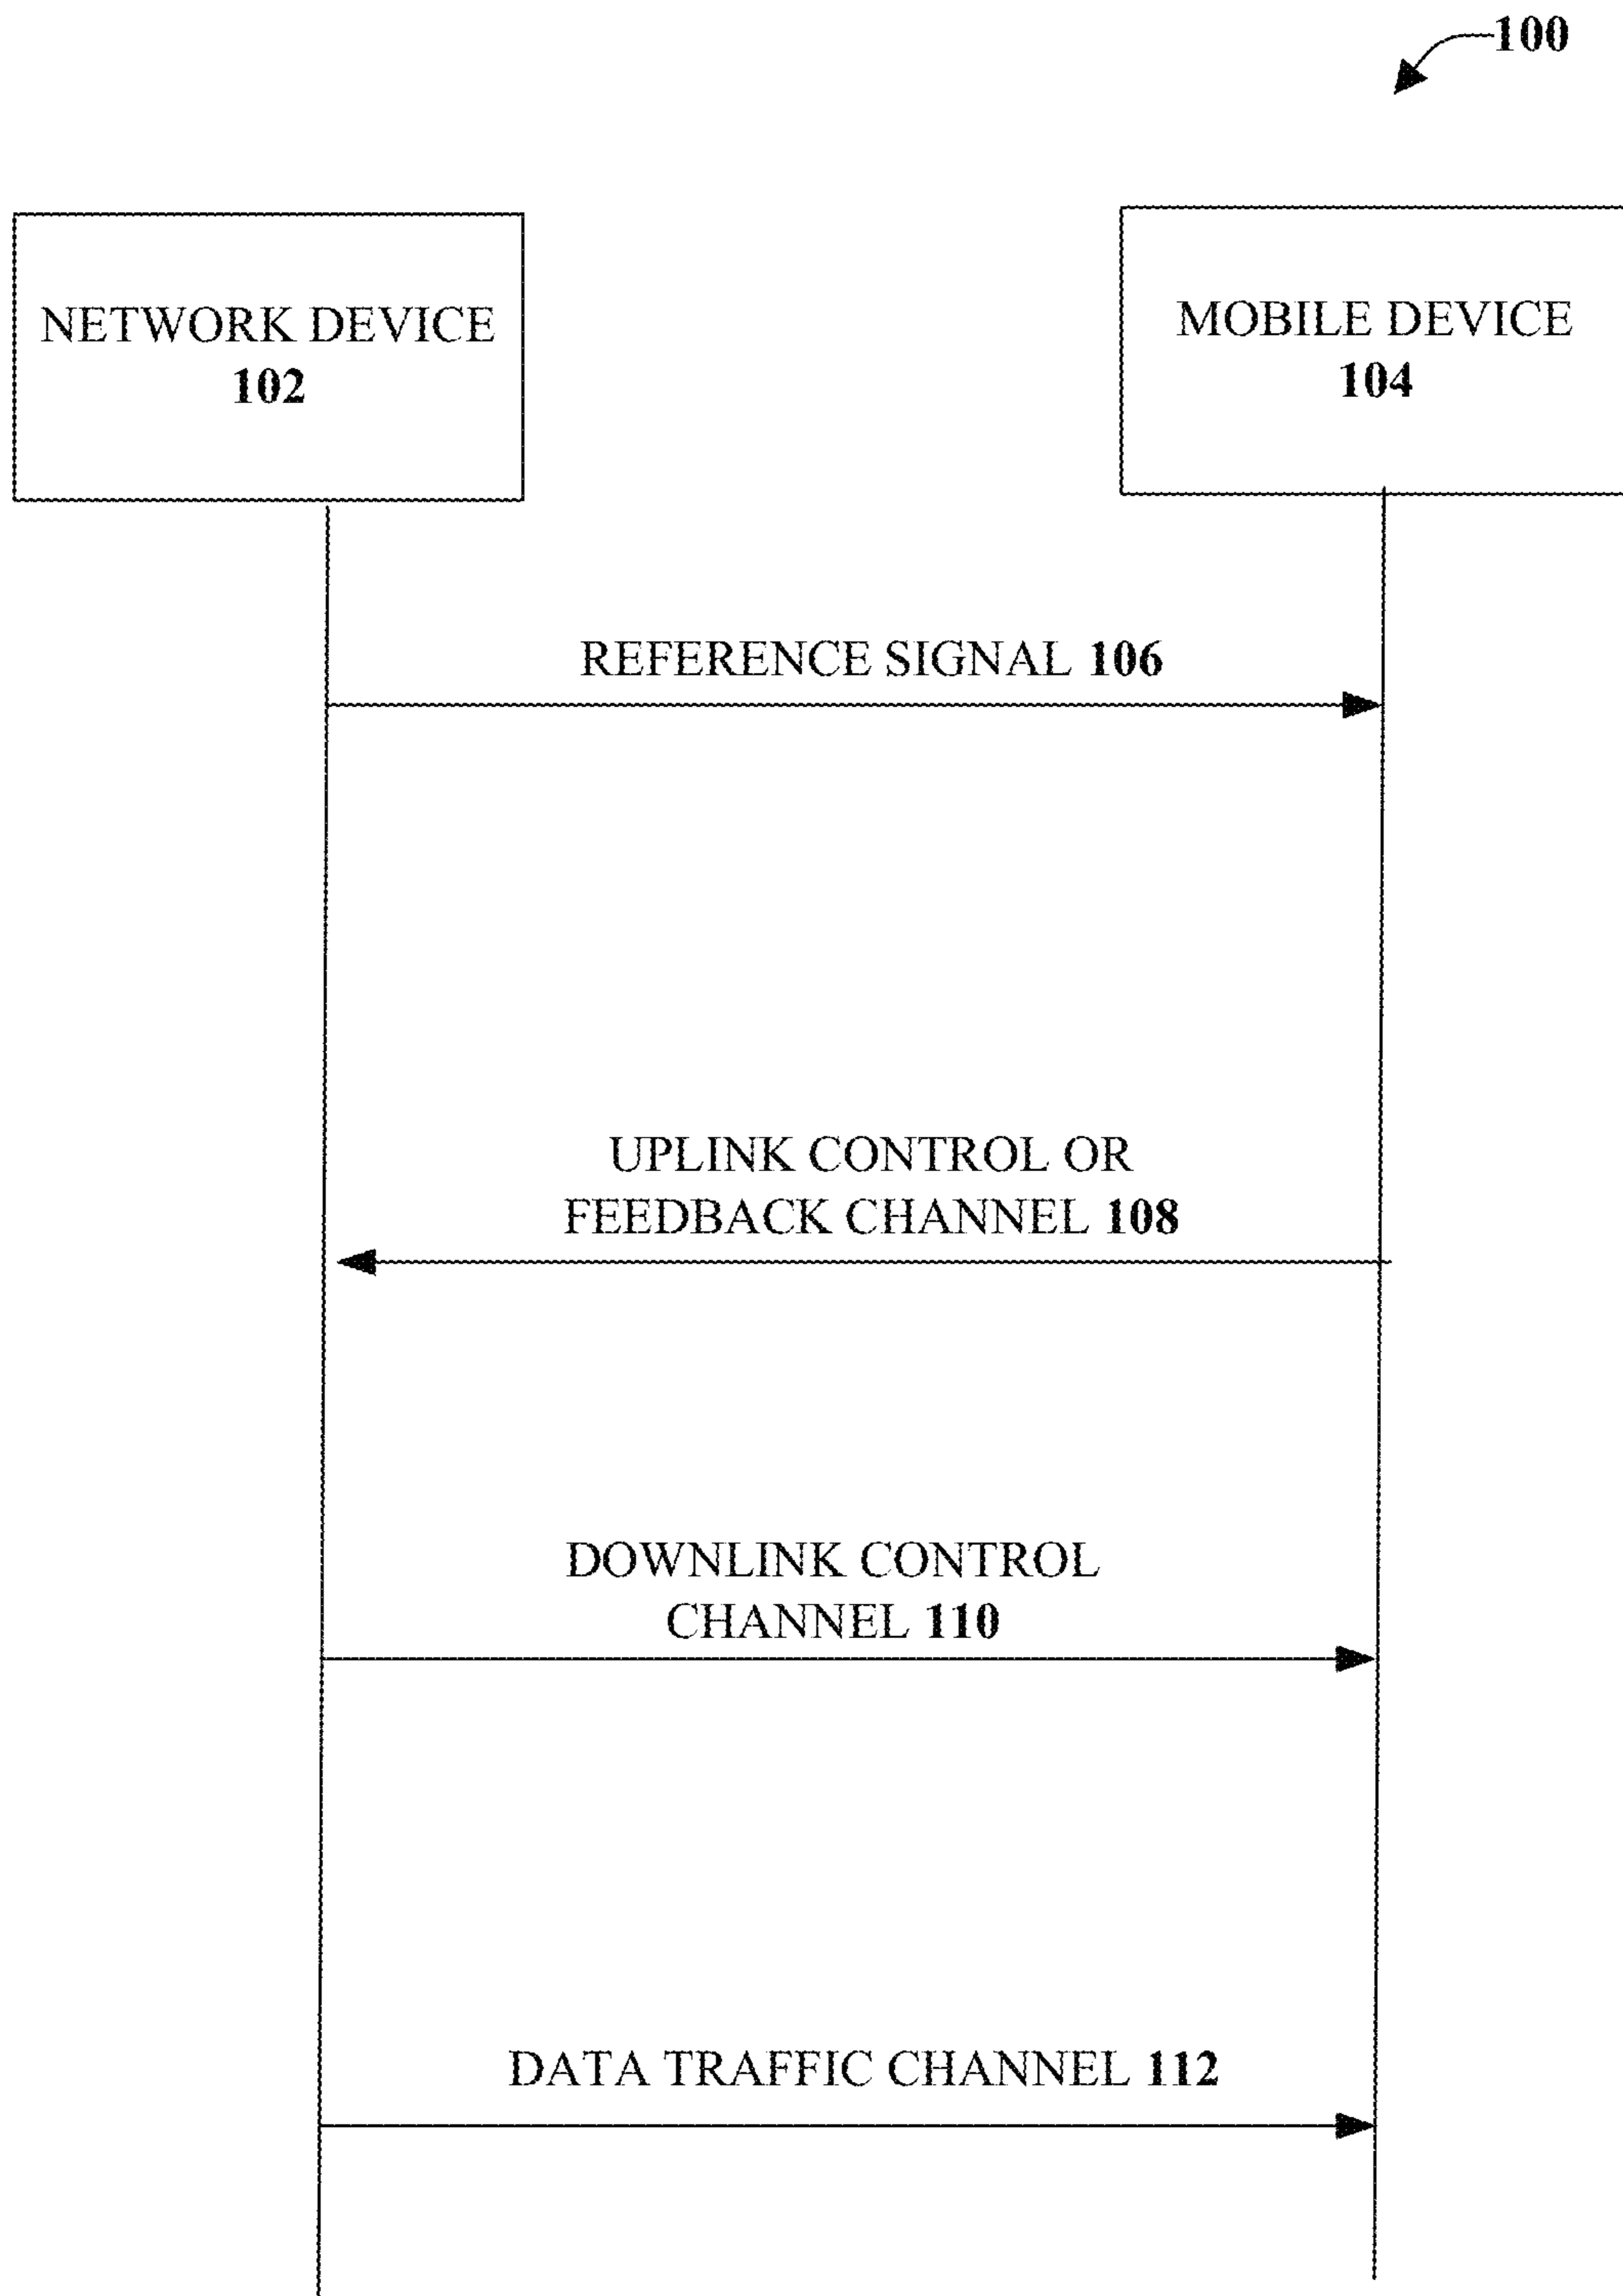 100
NETWORK DEVICE
102
MOBILE DEVICE
104
REFERENCE SIGNAL 106
UPLINK CONTROL OR
FEEDBACK CHANNEL 108
DOWNLINK CONTROL
CHANNEL 110
DATA TRAFFIC CHANNEL 112